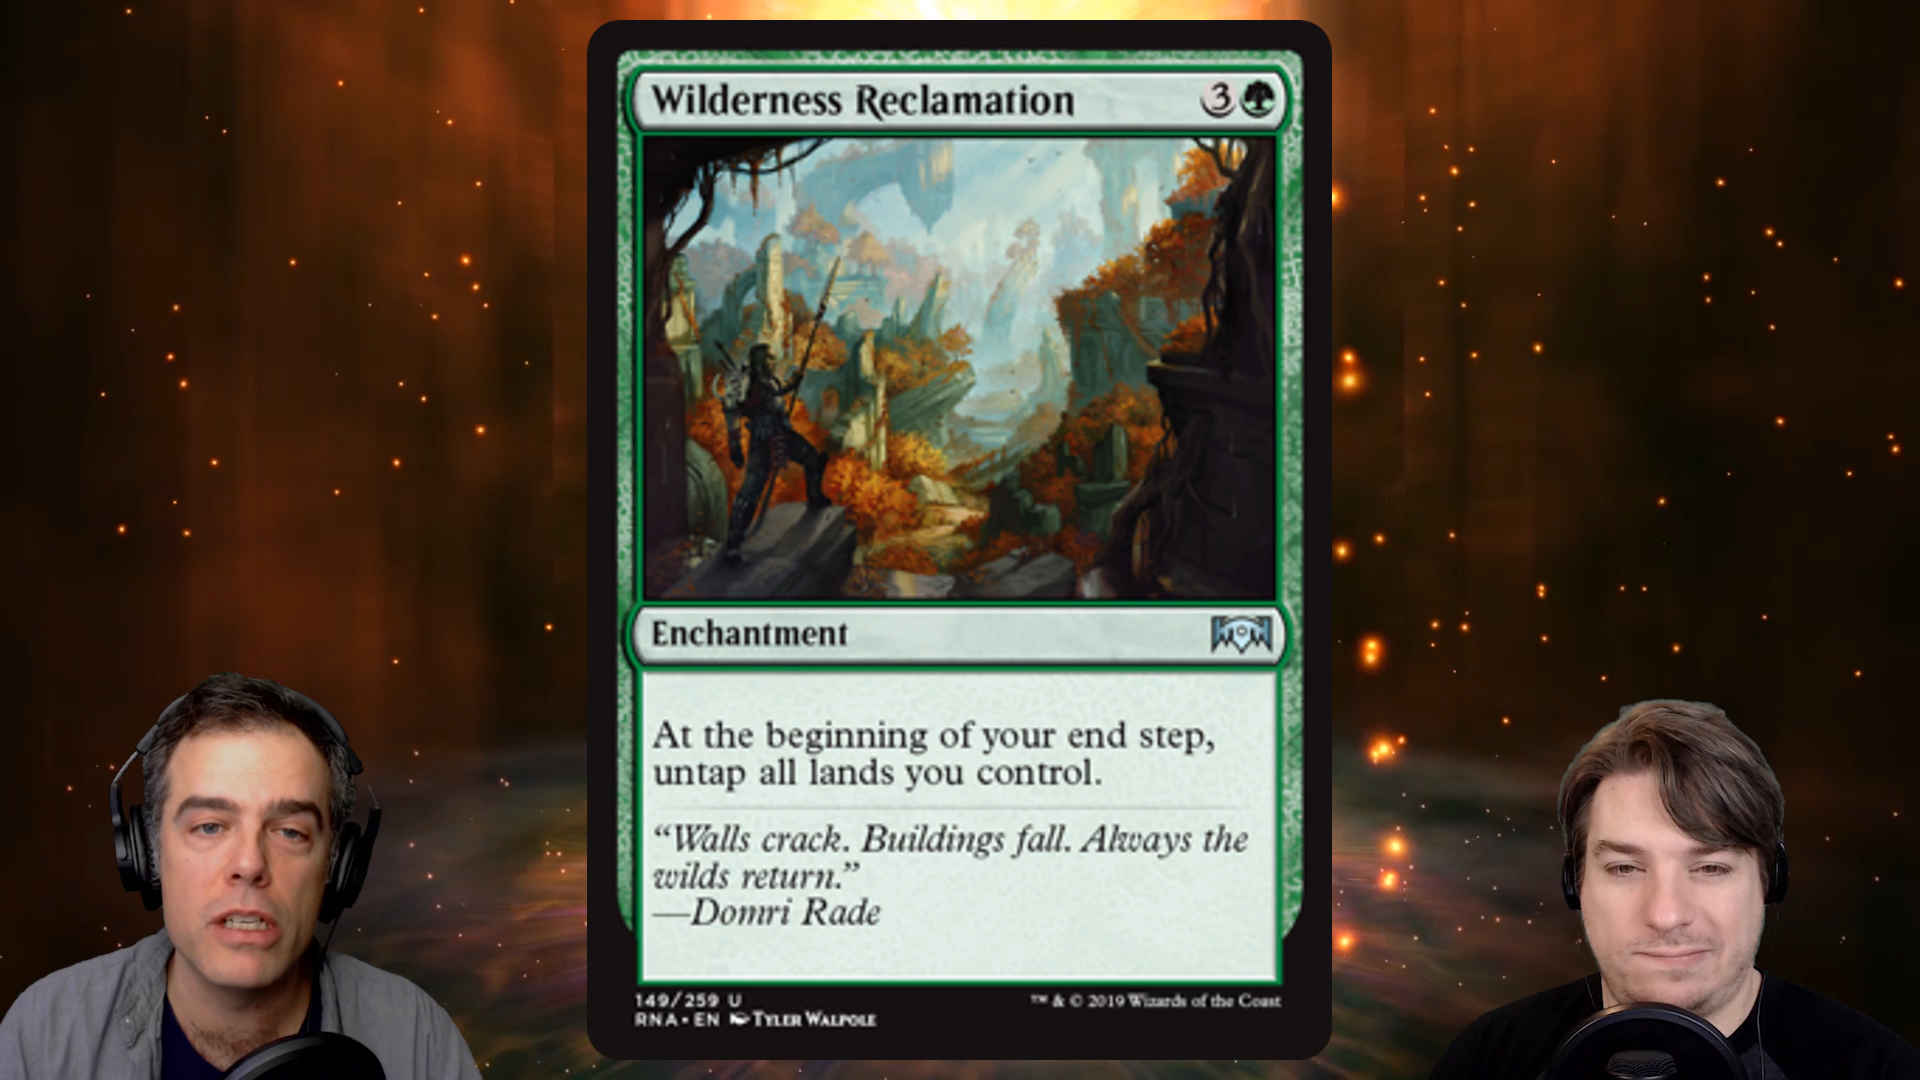 Wilderness Reclamation 3
Enchantment
At the beginning of your end step,
untap all lands you control.
“Walls crack. Buildings fall. Always the
wilds return.”
—Domri Rade
149/259 U
RNA • EN Tyler Walpole
™ & © 2019 Wizards of the Coast